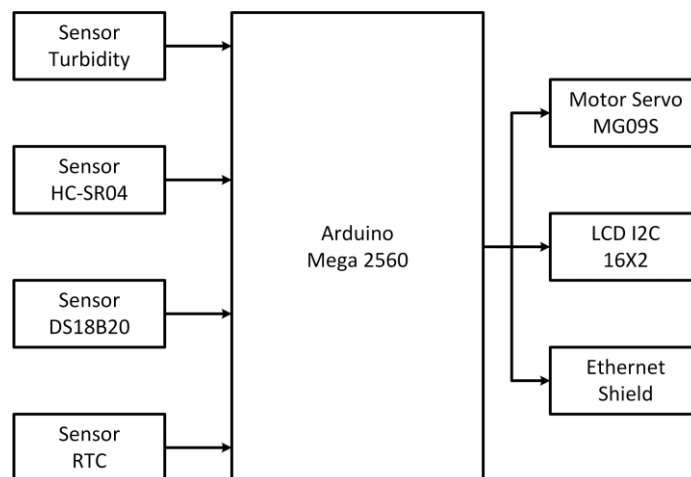 Sensor
Turbidity
Sensor
HC-SR04
Sensor
DS18B20
Sensor
RTC
Arduino
Mega 2560
Motor Servo
MG09S
LCD I2C
16X2
Ethernet
Shield